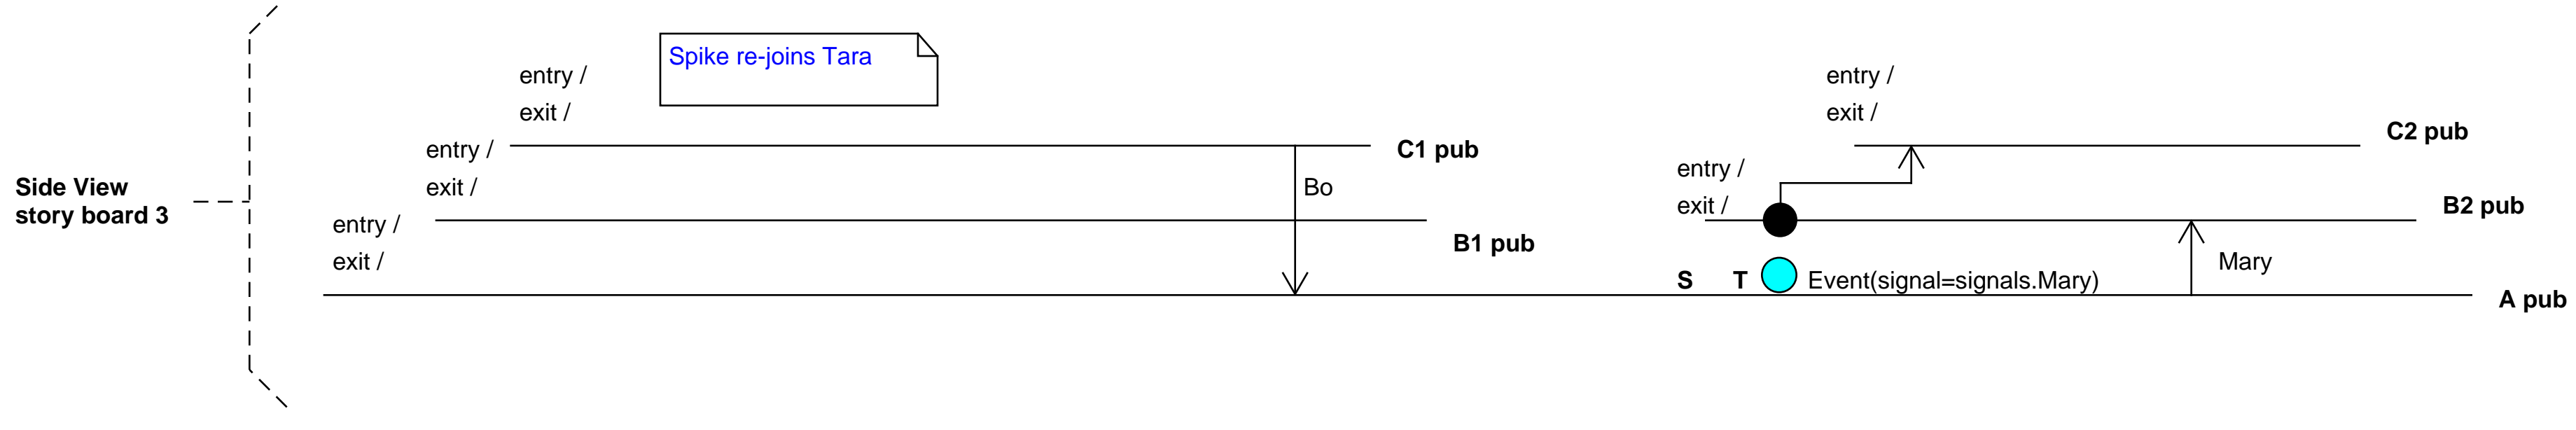 Spike re-joins Tara
entry /
exit /
entry /
exit /
C1 pub
C2 pub
entry /
exit /
entry /
exit /
Side View
story board 3
Bo
B2 pub
entry /
exit /
B1 pub
Mary
S T Event(signal=signals.Mary)
A pub